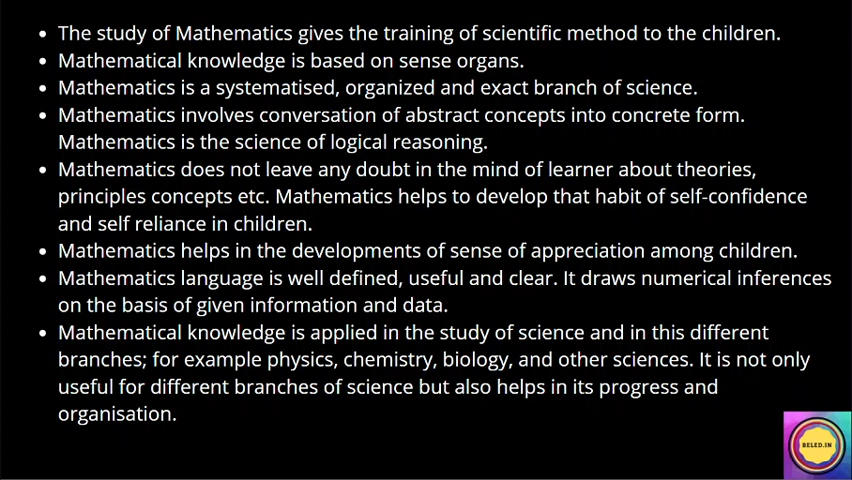 • The study of Mathematics gives the training of scientific method to the children.
• Mathematical knowledge is based on sense organs.
• Mathematics is a systematised, organized and exact branch of science.
• Mathematics involves conversation of abstract concepts into concrete form.
Mathematics is the science of logical reasoning.
• Mathematics does not leave any doubt in the mind of learner about theories,
principles concepts etc. Mathematics helps to develop that habit of self-confidence
and self reliance in children.
• Mathematics helps in the developments of sense of appreciation among children.
• Mathematics language is well defined, useful and clear. It draws numerical inferences
on the basis of given information and data.
• Mathematical knowledge is applied in the study of science and in this different
branches; for example physics, chemistry, biology, and other sciences. It is not only
useful for different branches of science but also helps in its progress and
organisation.
BELED.IN